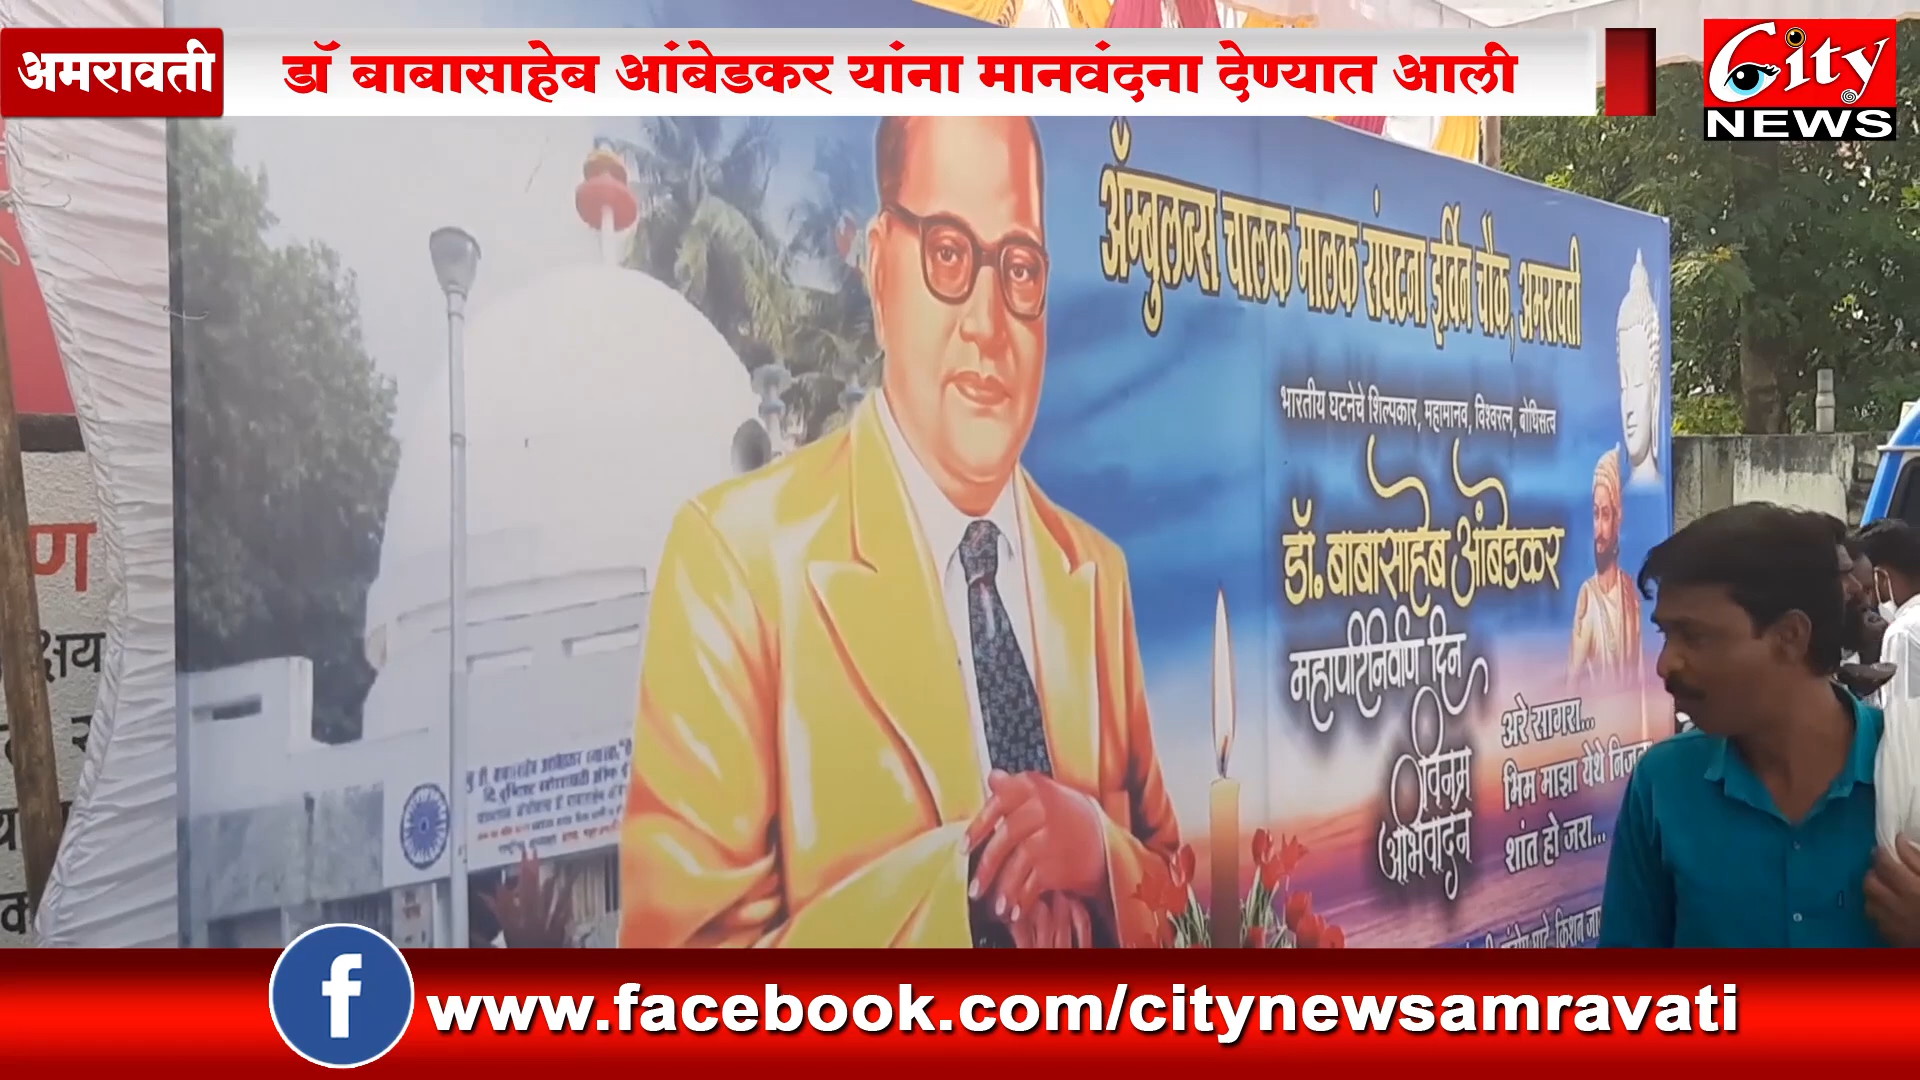 अमरावती
डॉ बाबासाहेब आंबेडकर यांना मानवंदना देण्यात आली
City
NEWS
ॲम्बुलन्स चालक मालक संघटना इर्विन चौक, अमरावती
भारतीय घटनेचे शिल्पकार, महामानव, विश्वरत्न, बोधिसत्व
डॉ. बाबासाहेब आंबेडकर
महापरिनिर्वाण दिन
विनम्र
अभिवादन
अरे सागरा...
भिम माझा येथे
शांत हो जरा...
ण
क्षय
f
www.facebook.com/citynewsamravati